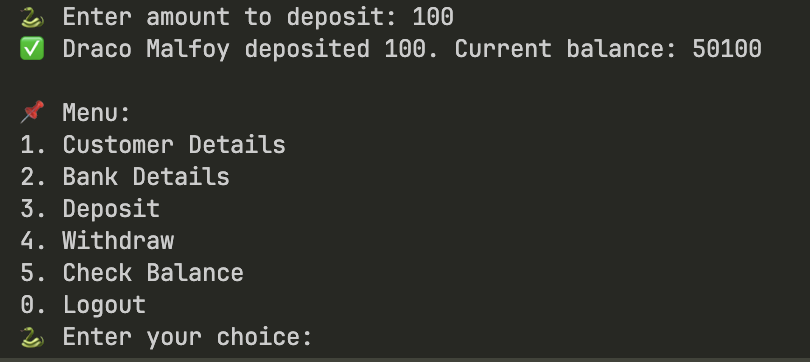 🐍 Enter amount to deposit: 100
✅ Draco Malfoy deposited 100. Current balance: 50100
📌 Menu:
1. Customer Details
2. Bank Details
3. Deposit
4. Withdraw
5. Check Balance
0. Logout
🐍 Enter your choice: